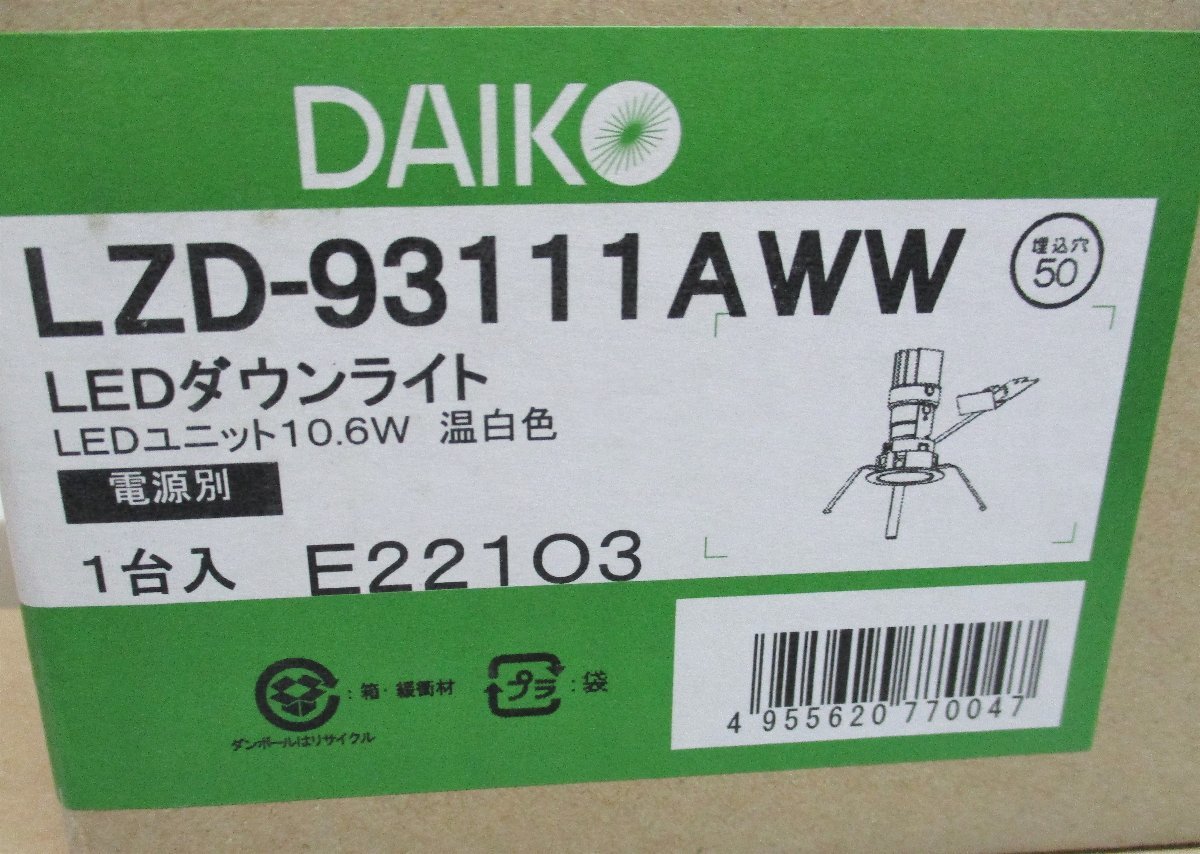 DAIKO
LZD-93111AWW
埋込穴
50
LEDダウンライト
LEDユニット10.6W 温白色
電源別
1台入 E22103
:箱・緩衝材
プラ
:袋
ダンボールはリサイクル
4 955620 770047